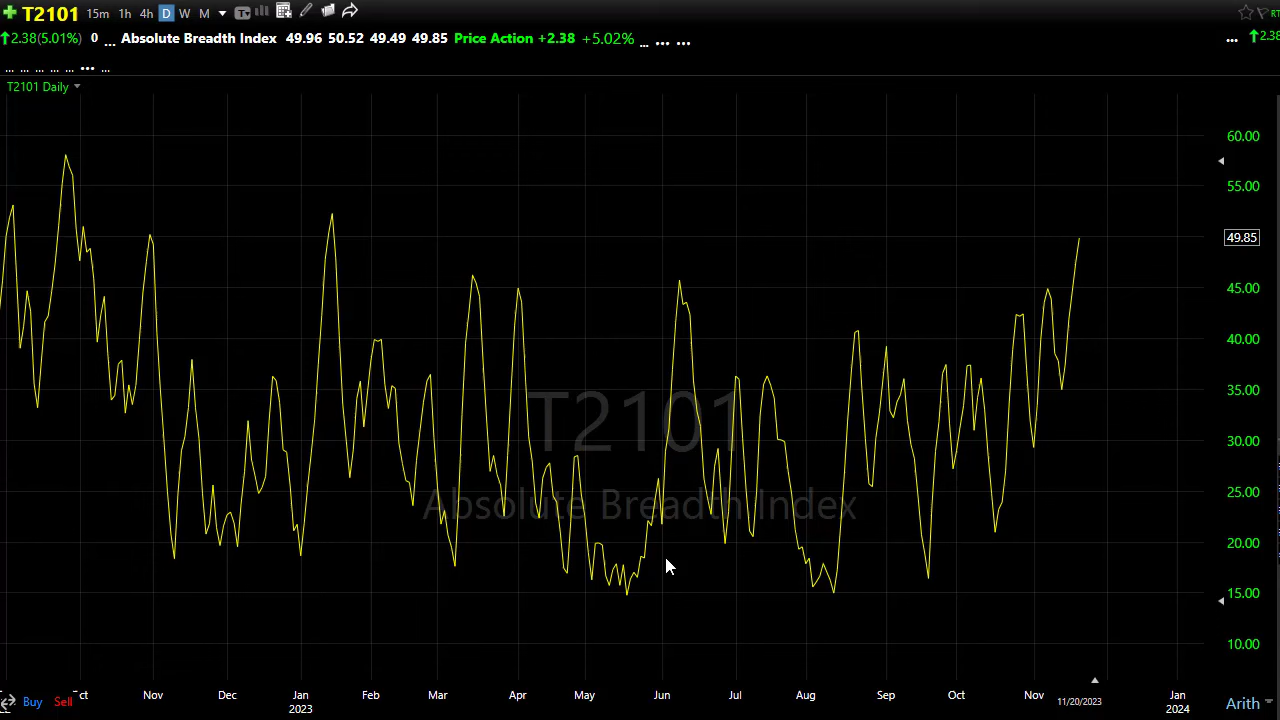 T2101 15m 1h 4h D W M T RT
2.38(5.01%) 0 ... Absolute Breadth Index 49.96 50.52 49.49 49.85 Price Action +2.38 +5.02% ... ... ... ... 2.38
... ... ... ... ... ... ...
T2101 Daily
60.00
55.00
49.85
45.00
40.00
35.00
T2101
30.00
25.00
Absolute Breadth Index
20.00
15.00
10.00
Oct Nov Dec Jan Feb Mar Apr May Jun Jul Aug Sep Oct Nov Jan
Buy Sell 2023 11/20/2023 2024
Arith